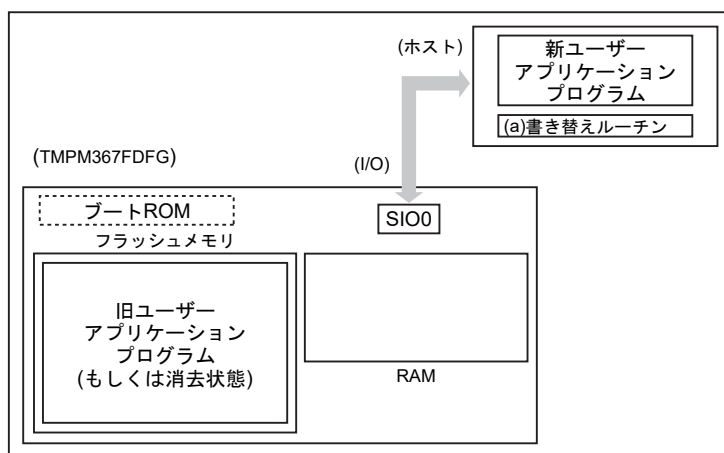 (ホスト)
新ユーザー
アプリケーション
プログラム
(a)書き替えルーチン
(TMPM367FDFG)
(I/O)
ブートROM
SIO0
フラッシュメモリ
旧ユーザー
アプリケーション
プログラム
(もしくは消去状態)
RAM